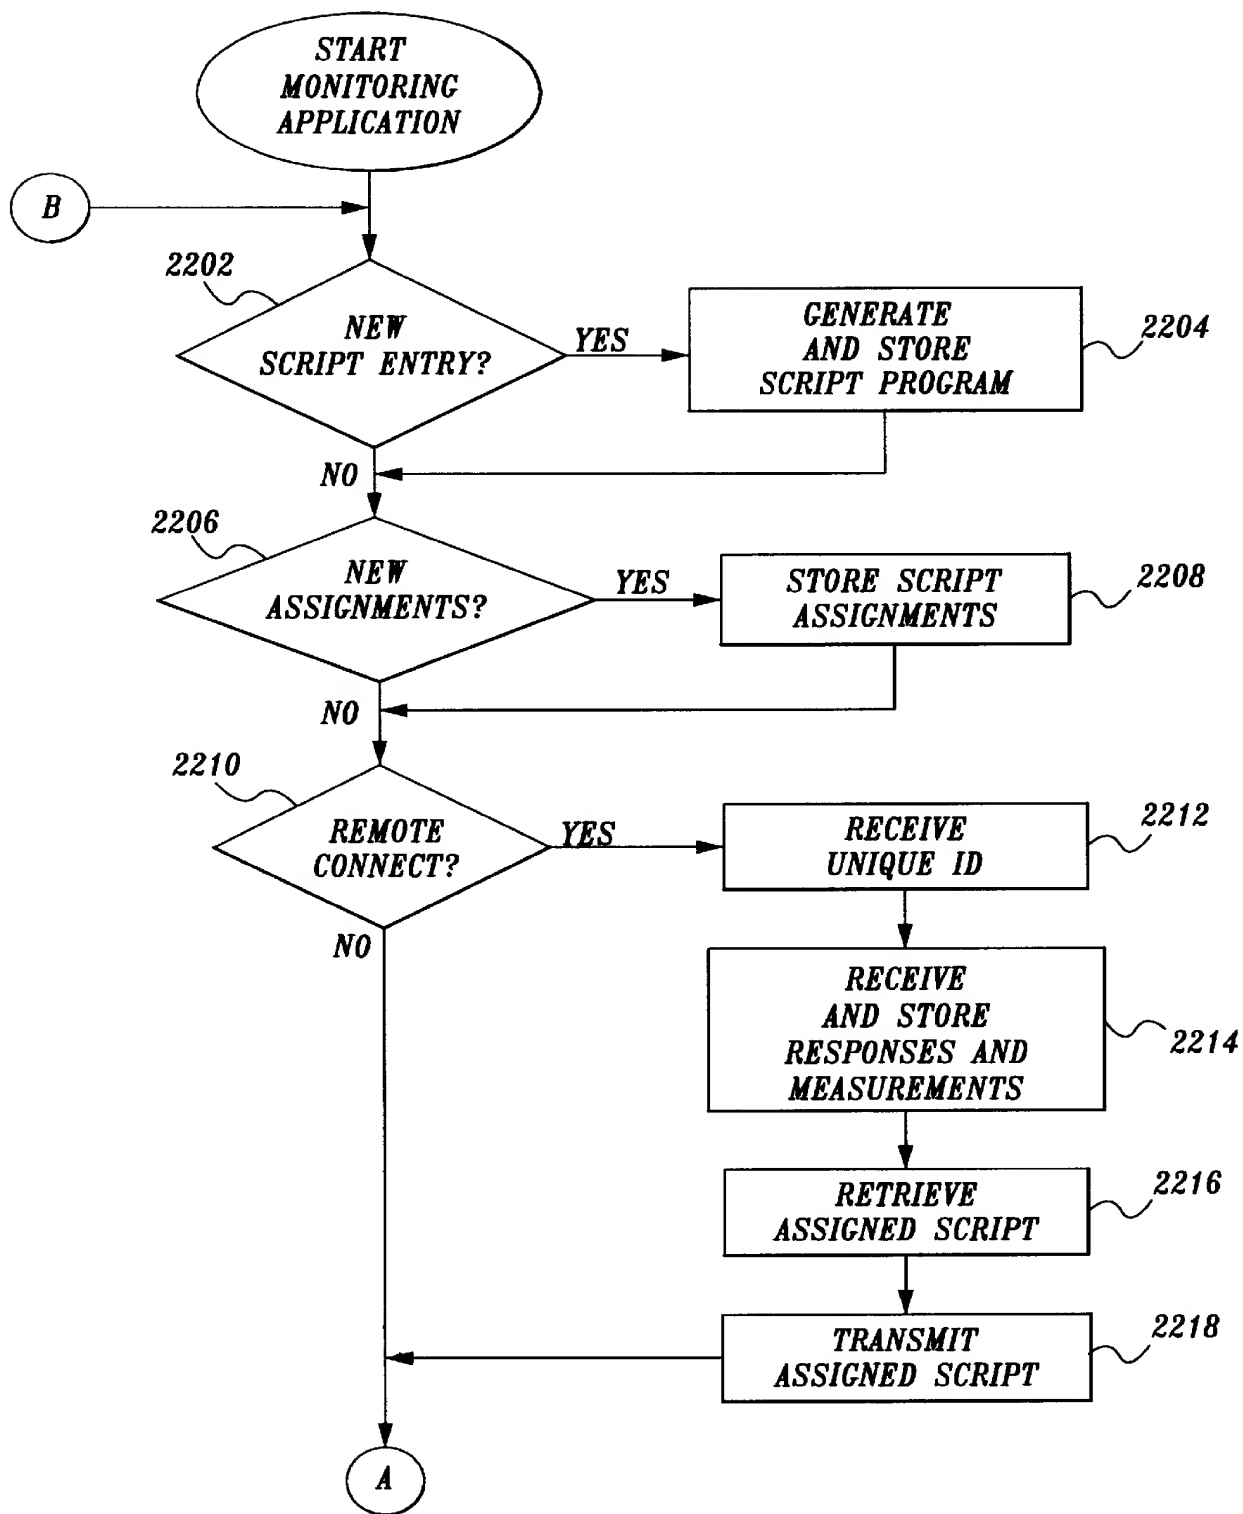 START
MONITORING
APPLICATION
B
2202
NEW
SCRIPT ENTRY?
YES
GENERATE
AND STORE
SCRIPT PROGRAM
2204
NO
2206
NEW
ASSIGNMENTS?
YES
STORE SCRIPT
ASSIGNMENTS
2208
NO
2210
REMOTE
CONNECT?
YES
RECEIVE
UNIQUE ID
2212
NO
RECEIVE
AND STORE
RESPONSES AND
MEASUREMENTS
2214
RETRIEVE
ASSIGNED SCRIPT
2216
TRANSMIT
ASSIGNED SCRIPT
2218
A